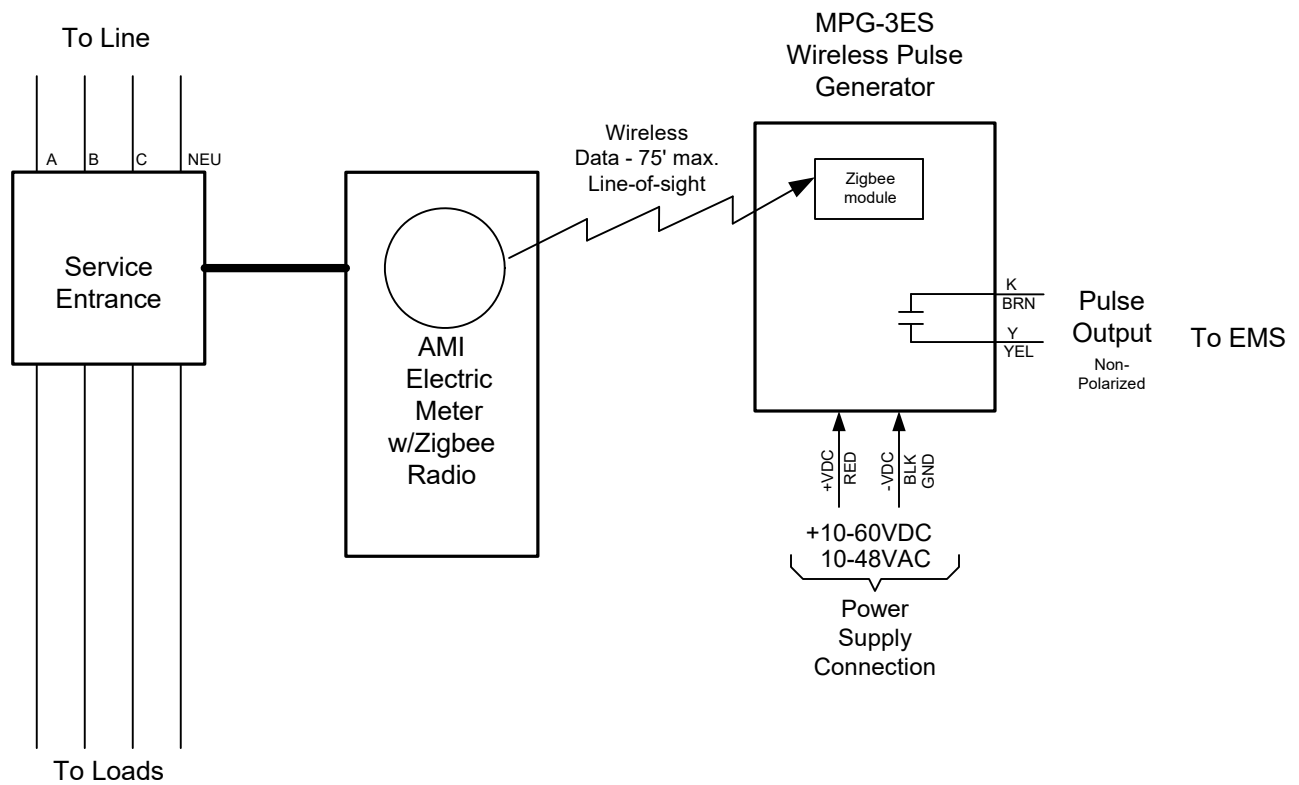 To Line
A
B
C
NEU
Service
Entrance
To Loads
AMI
Electric
Meter
w/Zigbee
Radio
Wireless
Data - 75' max.
Line-of-sight
MPG-3ES
Wireless Pulse
Generator
Zigbee
module
K
BRN
Y
YEL
Pulse
Output
Non-
Polarized
To EMS
+VDC
RED
-VDC
BLK
GND
+10-60VDC
10-48VAC
Power
Supply
Connection